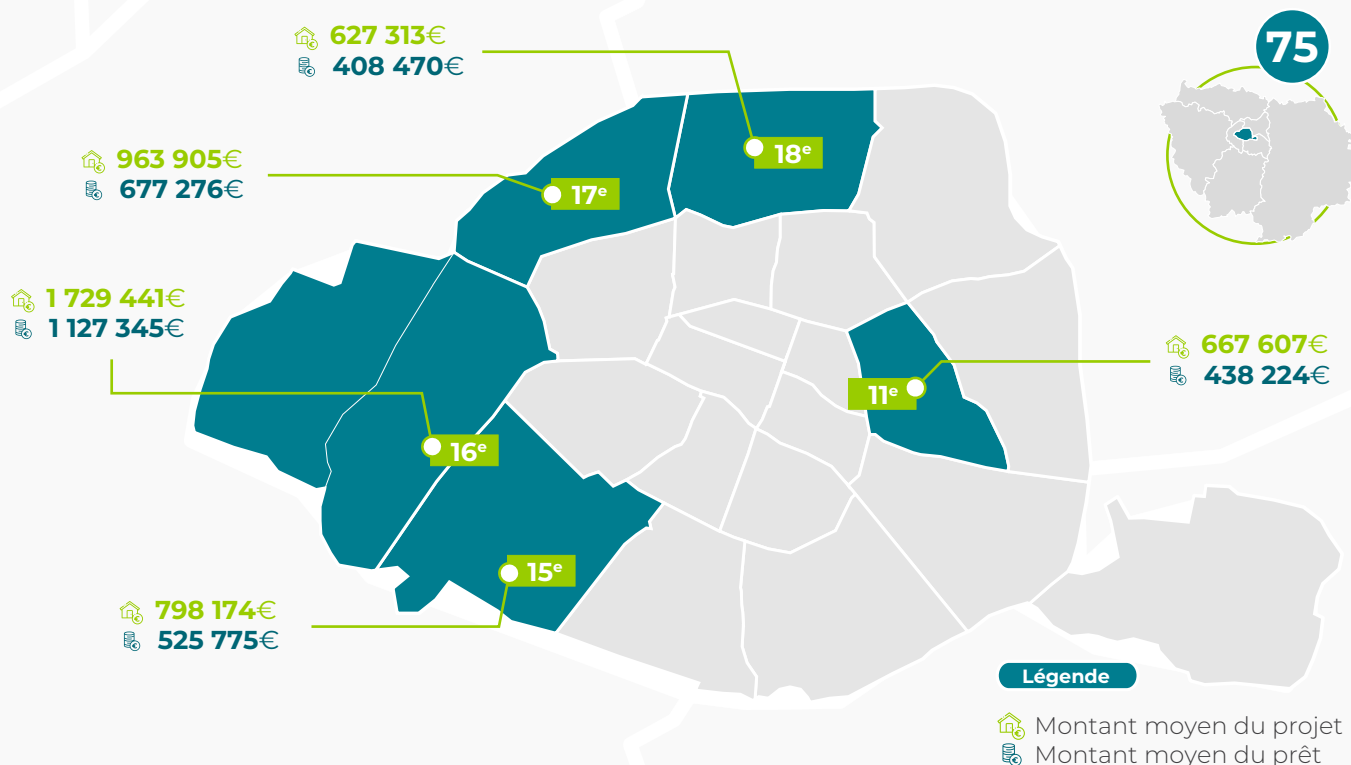 75
627 313€
408 470€
18ᵉ
963 905€
677 276€
17ᵉ
1 729 441€
1 127 345€
16ᵉ
667 607€
438 224€
11ᵉ
15ᵉ
798 174€
525 775€
Légende
Montant moyen du projet
Montant moyen du prêt